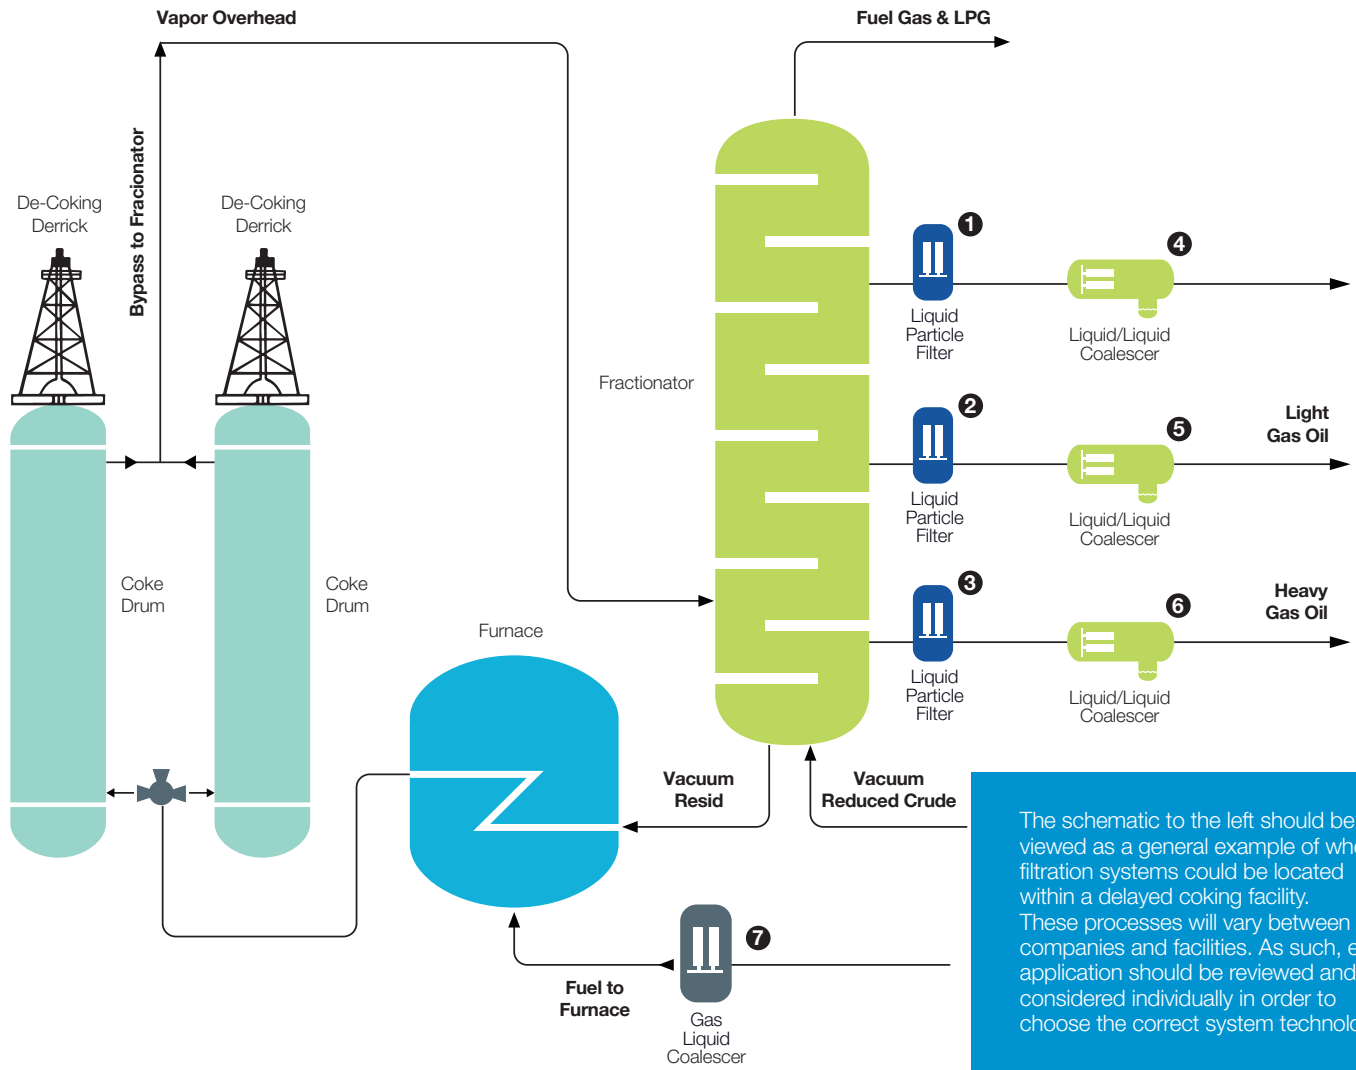 Vapor Overhead
Fuel Gas & LPG
Bypass to Fracionator
De-Coking
Derrick
De-Coking
Derrick
1
Liquid
Particle
Filter
4
Liquid/Liquid
Coalescer
Fractionator
2
Liquid
Particle
Filter
5
Liquid/Liquid
Coalescer
Light
Gas Oil
Coke
Drum
Coke
Drum
3
Liquid
Particle
Filter
6
Liquid/Liquid
Coalescer
Heavy
Gas Oil
Furnace
Vacuum
Resid
Vacuum
Reduced Crude
7
Fuel to
Furnace
Gas
Liquid
Coalescer
The schematic to the left should be
viewed as a general example of
filtration systems could be located
within a delayed coking facility.
These processes will vary between
companies and facilities. As such,
application should be reviewed and
considered individually in order to
choose the correct system